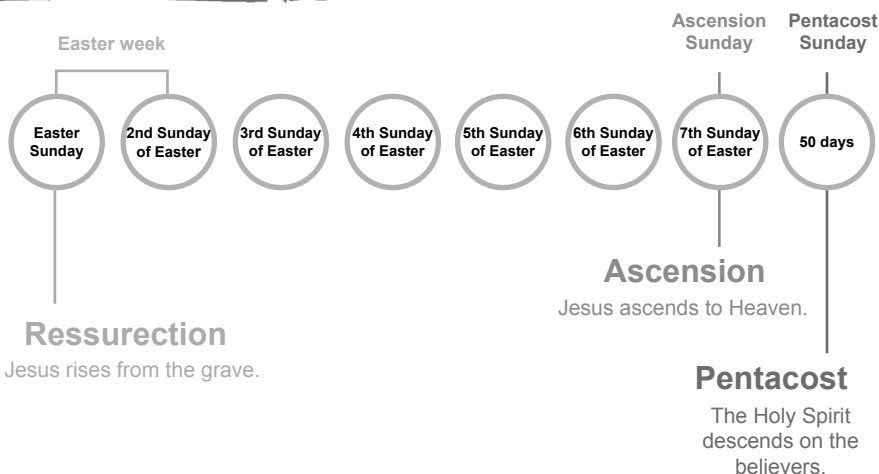 Easter week
Ascension
Sunday
Pentacost
Sunday
Easter
Sunday
2nd Sunday
of Easter
3rd Sunday
of Easter
4th Sunday
of Easter
5th Sunday
of Easter
6th Sunday
of Easter
7th Sunday
of Easter
50 days
Ascension
Jesus ascends to Heaven.
Ressurection
Jesus rises from the grave.
Pentacost
The Holy Spirit
descends on the
believers.